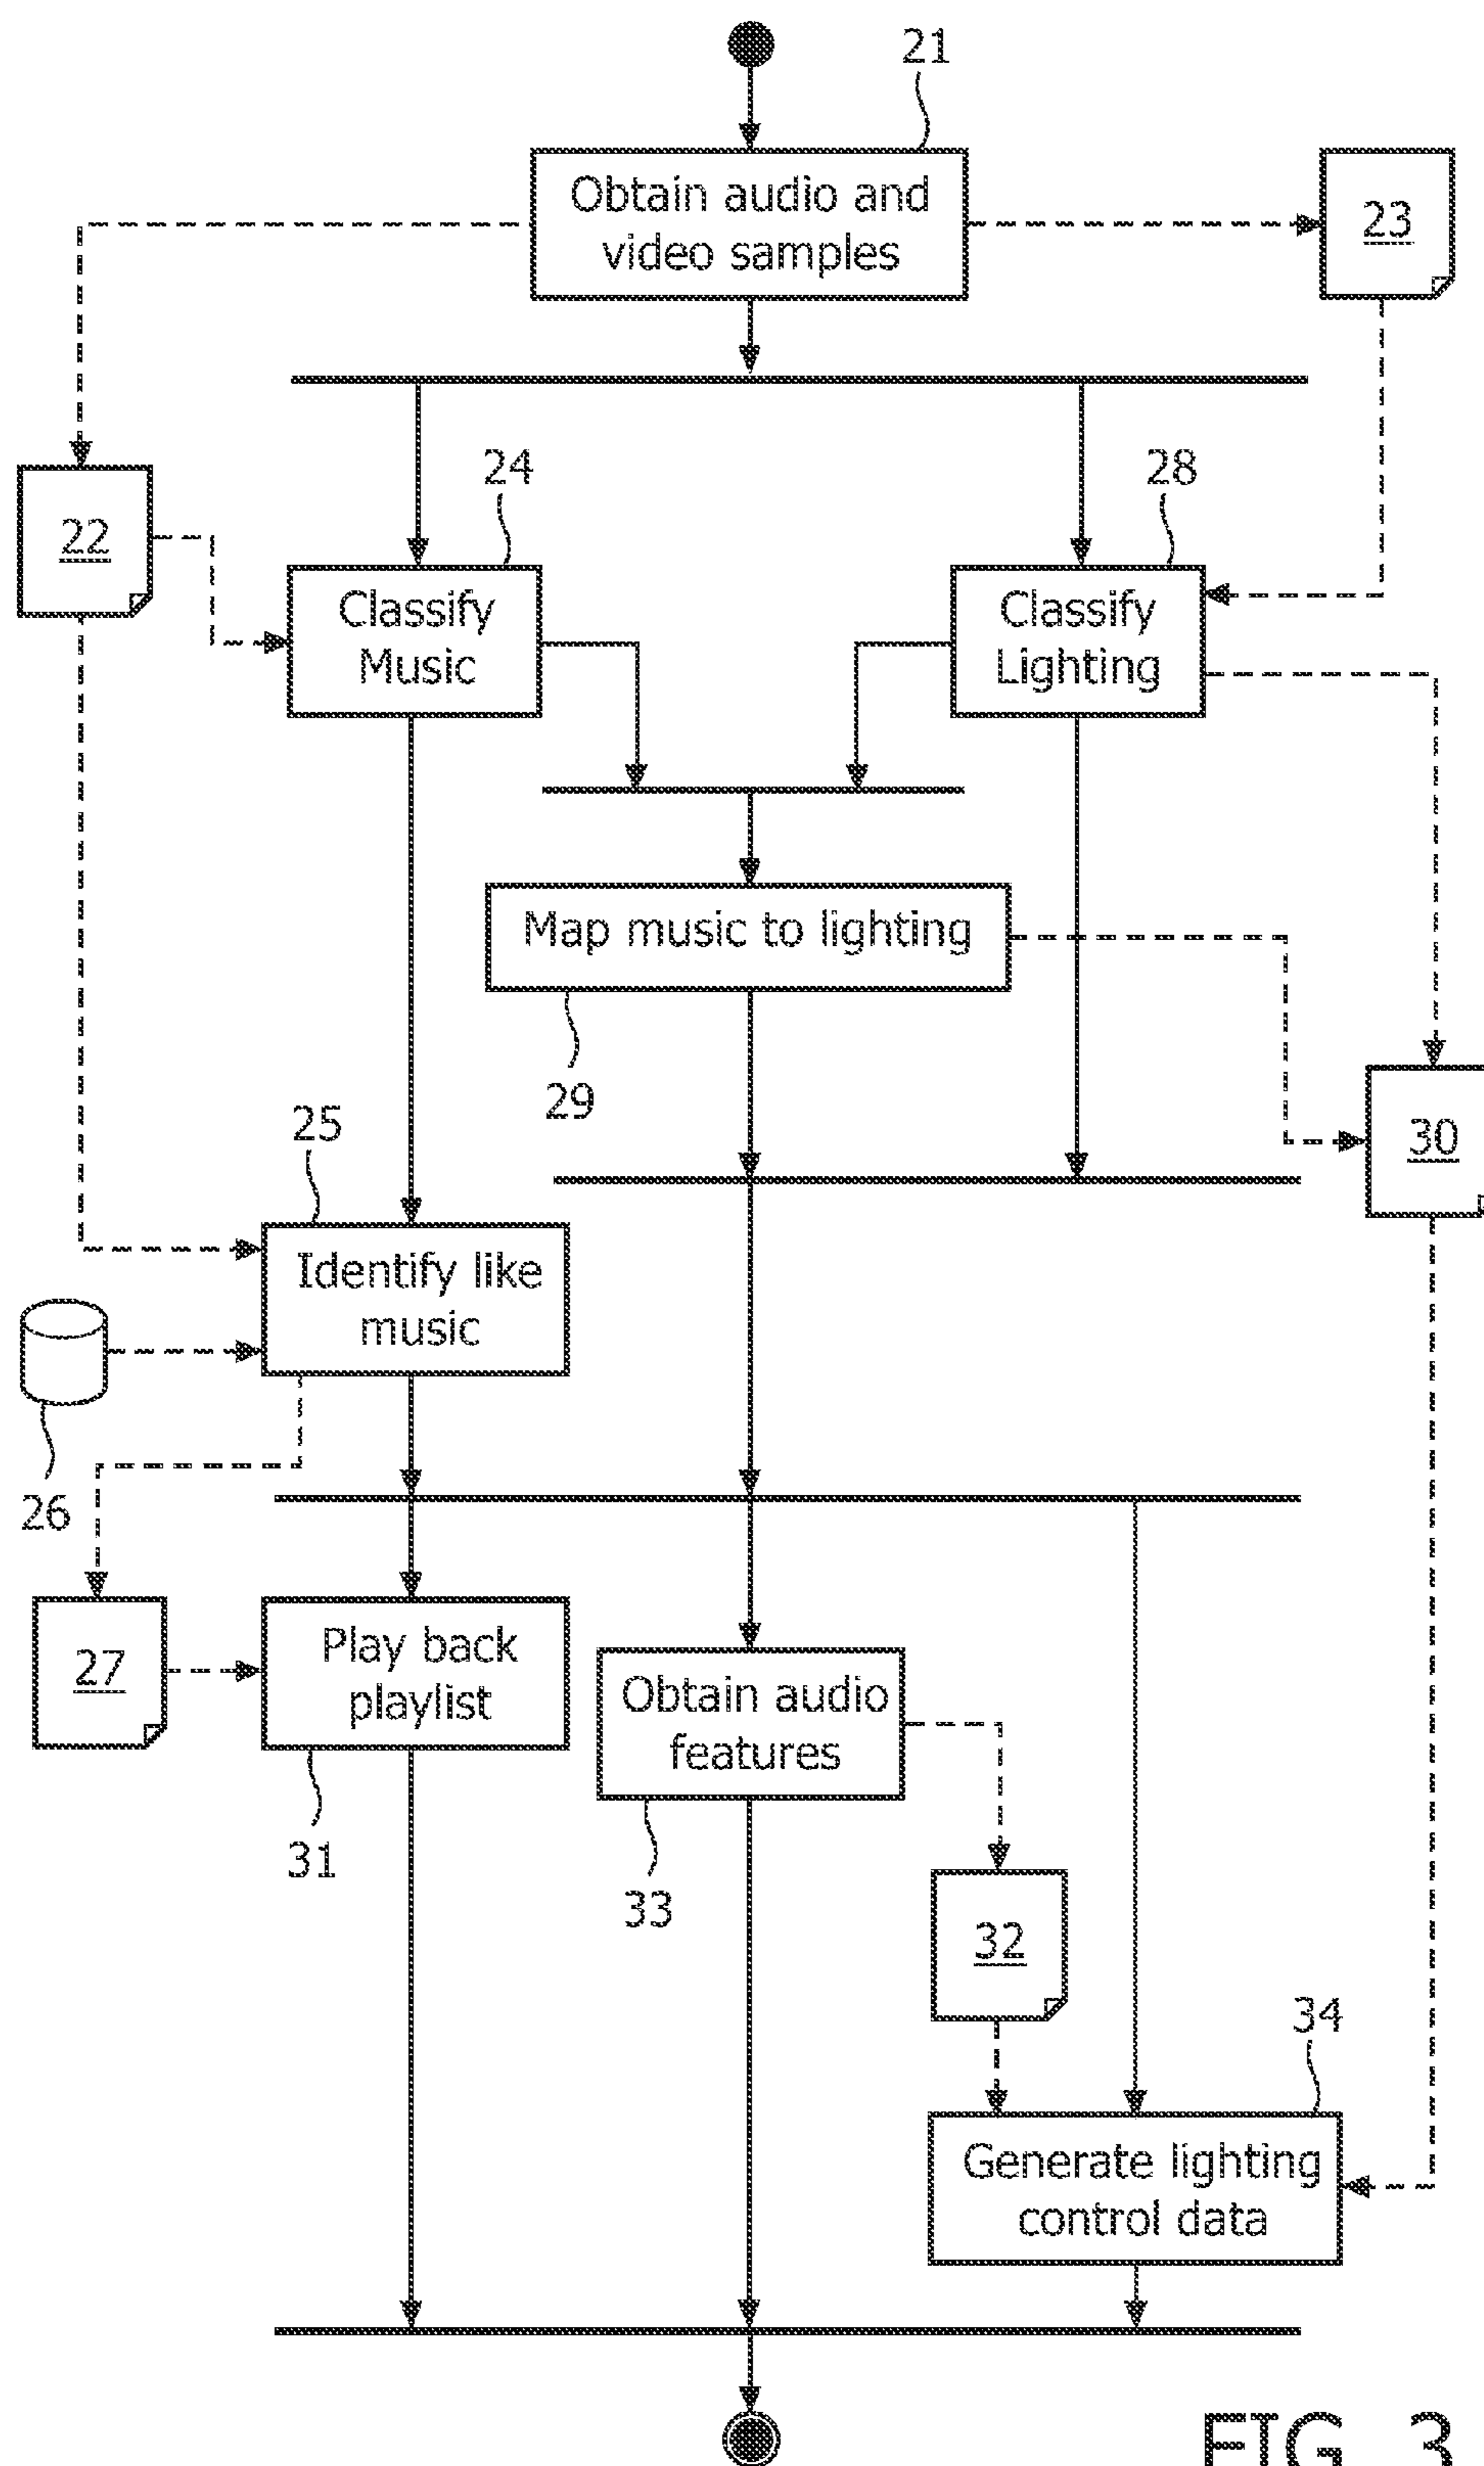 21
Obtain audio and
video samples
23
22
24
28
Classify
Music
Classify
Lighting
Map music to lighting
29
30
25
Identify like
music
26
27
Play back
playlist
31
Obtain audio
features
33
32
34
Generate lighting
control data
FIG. 3